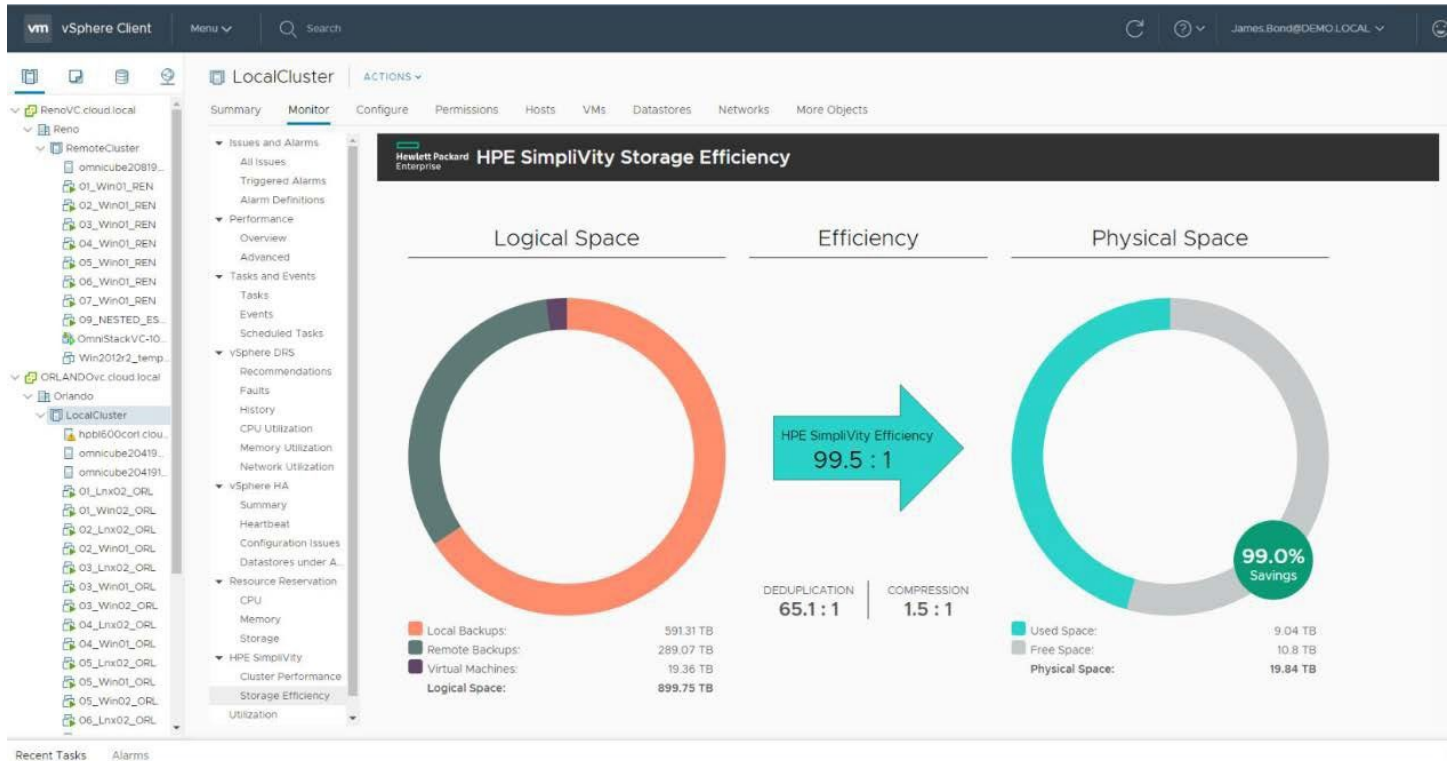 vm vSphere Client Menu Search James.Bond@DEMO.LOCAL
RenoVC.cloud.local
Reno
RemoteCluster
omnicube20819...
01_Win01_REN
02_Win01_REN
03_Win01_REN
04_Win01_REN
05_Win01_REN
06_Win01_REN
07_Win01_REN
09_NESTED_ES...
OmniStackVC-10...
Win2012r2_temp...
ORLANDOvc.cloud.local
Orlando
LocalCluster
hpbl600corl.clou...
omnicube20419...
omnicube204191...
01_Lnx02_ORL
01_Win02_ORL
02_Lnx02_ORL
02_Win01_ORL
03_Lnx02_ORL
03_Win01_ORL
03_Win02_ORL
04_Lnx02_ORL
04_Win01_ORL
05_Lnx02_ORL
05_Win01_ORL
05_Win02_ORL
06_Lnx02_ORL
LocalCluster ACTIONS
Summary Monitor Configure Permissions Hosts VMs Datastores Networks More Objects
Issues and Alarms
All Issues
Triggered Alarms
Alarm Definitions
Performance
Overview
Advanced
Tasks and Events
Tasks
Events
Scheduled Tasks
vSphere DRS
Recommendations
Faults
History
CPU Utilization
Memory Utilization
Network Utilization
vSphere HA
Summary
Heartbeat
Configuration Issues
Datastores under A...
Resource Reservation
CPU
Memory
Storage
HPE SimpliVity
Cluster Performance
Storage Efficiency
Utilization
Hewlett Packard
Enterprise
HPE SimpliVity Storage Efficiency
Logical Space
Local Backups: 591.31 TB
Remote Backups: 289.07 TB
Virtual Machines: 19.36 TB
Logical Space: 899.75 TB
Efficiency
HPE SimpliVity Efficiency
99.5 : 1
DEDUPLICATION COMPRESSION
65.1 : 1 1.5 : 1
Physical Space
99.0%
Savings
Used Space: 9.04 TB
Free Space: 10.8 TB
Physical Space: 19.84 TB
Recent Tasks Alarms